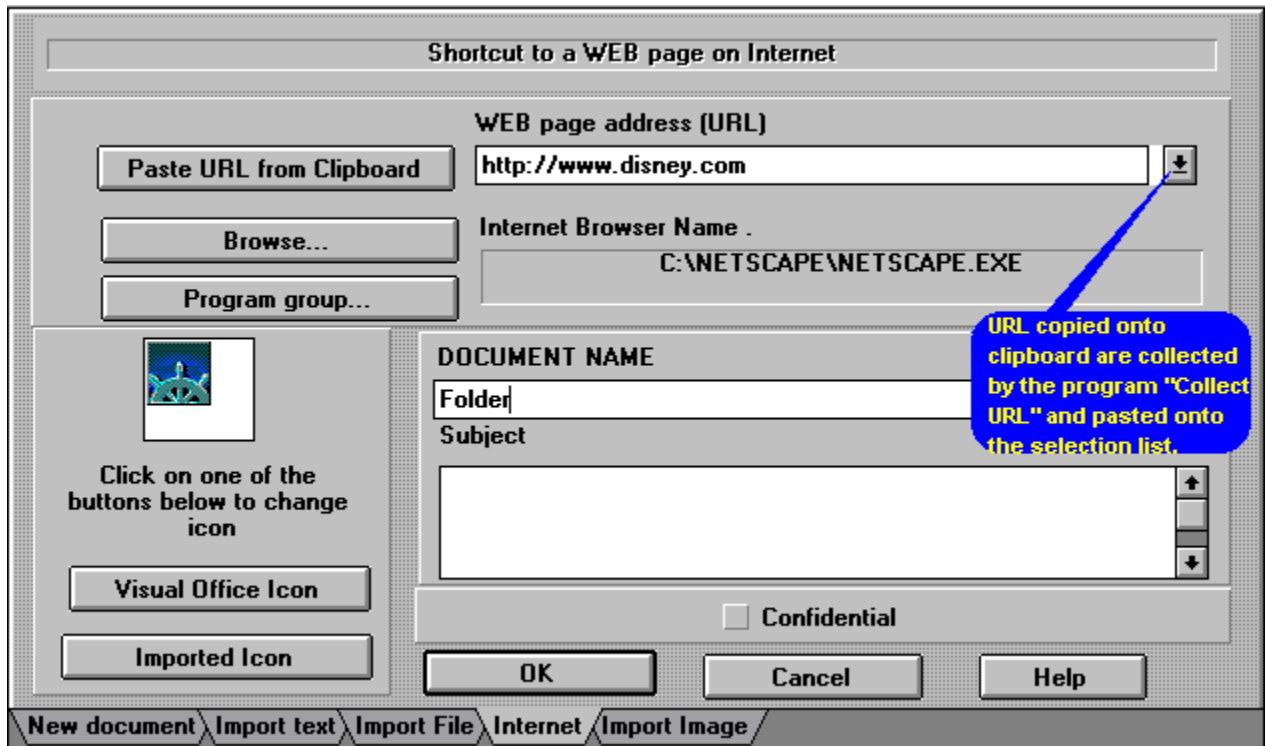 Shortcut to a WEB page on Internet
WEB page address (URL)
Paste URL from Clipboard
http://www.disney.com
Browse...
Internet Browser Name .
C:\NETSCAPE\NETSCAPE.EXE
Program group...
URL copied onto
clipboard are collected
by the program "Collect
URL" and pasted onto
the selection list.
DOCUMENT NAME
Folder
Subject
Click on one of the
buttons below to change
icon
Visual Office Icon
Imported Icon
Confidential
OK
Cancel
Help
New document
Import text
Import File
Internet
Import Image